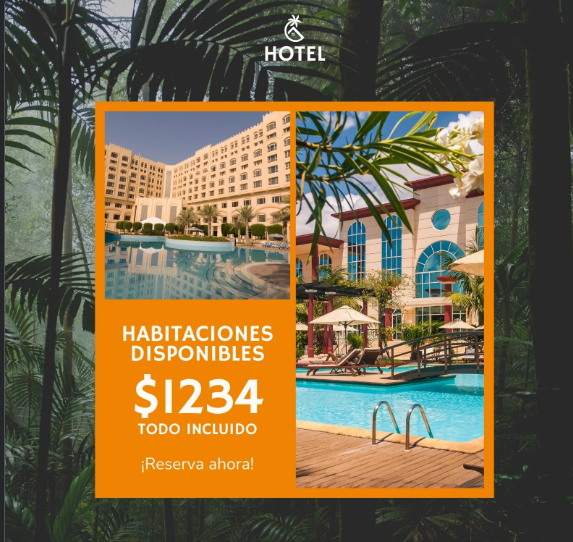 HOTEL
HABITACIONES
DISPONIBLES
$1234
TODO INCLUIDO
¡Reserva ahora!